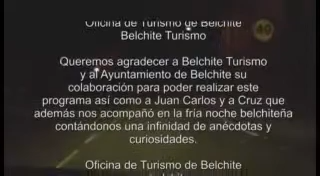 Oficina de Turismo de Belchite
Belchite Turismo
Queremos agradecer a Belchite Turismo
y al Ayuntamiento de Belchite su
colaboración para poder realizar este
programa así como a Juan Carlos y a Cruz que
además nos acompañó en la fría noche belchiteña
contándonos una infinidad de anécdotas y
curiosidades.
Oficina de Turismo de Belchite